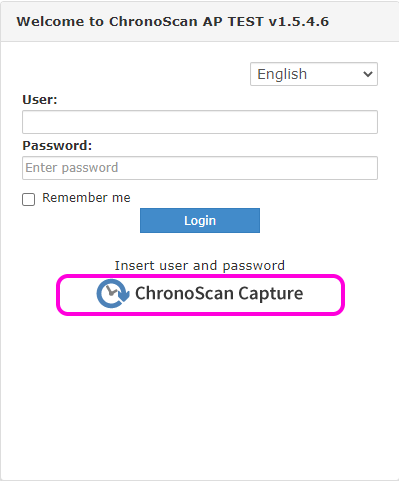 Welcome to ChronoScan AP TEST v1.5.4.6
English
User:
Password:
Enter password
Remember me
Login
Insert user and password
ChronoScan Capture